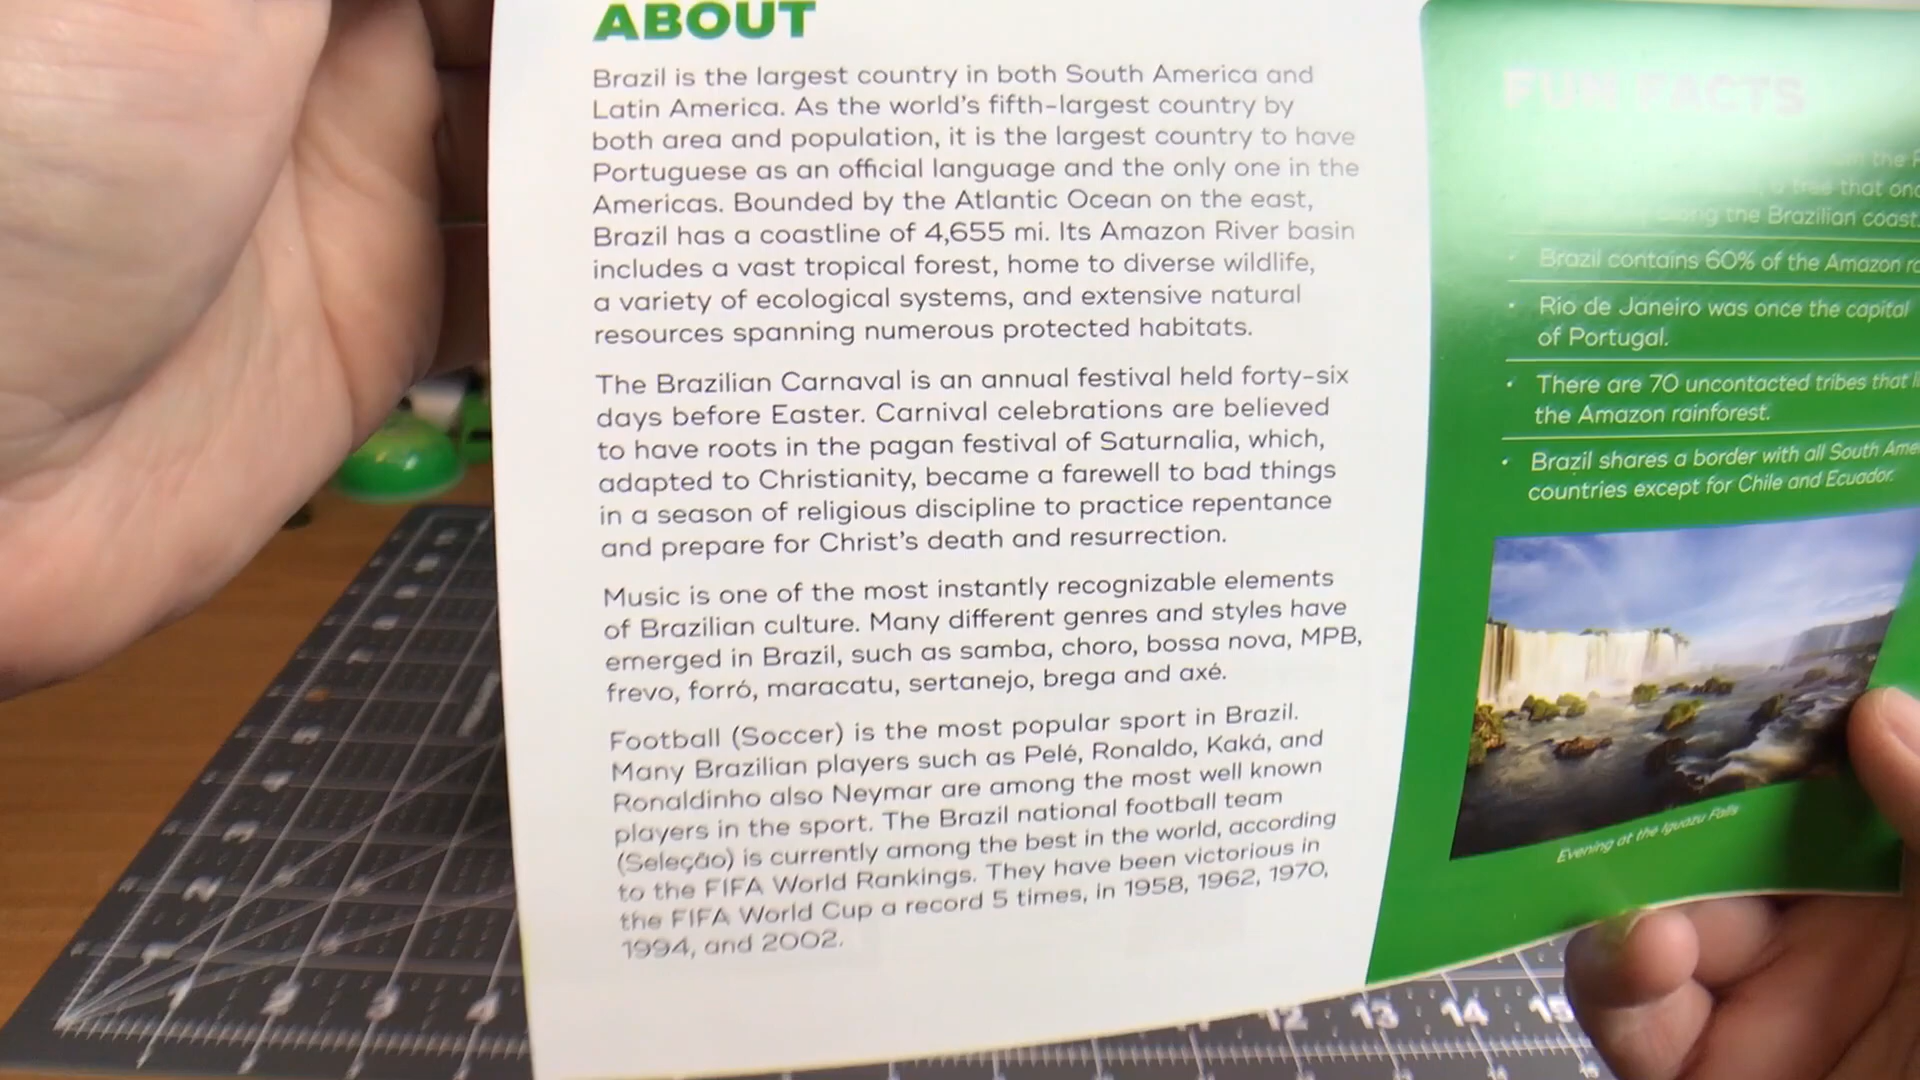 ABOUT
Brazil is the largest country in both South America and
Latin America. As the world's fifth-largest country by
both area and population, it is the largest country to have
Portuguese as an official language and the only one in the
Americas. Bounded by the Atlantic Ocean on the east,
Brazil has a coastline of 4,655 mi. Its Amazon River basin
includes a vast tropical forest, home to diverse wildlife,
a variety of ecological systems, and extensive natural
resources spanning numerous protected habitats.
The Brazilian Carnaval is an annual festival held forty-six
days before Easter. Carnival celebrations are believed
to have roots in the pagan festival of Saturnalia, which,
adapted to Christianity, became a farewell to bad things
in a season of religious discipline to practice repentance
and prepare for Christ's death and resurrection.
Music is one of the most instantly recognizable elements
of Brazilian culture. Many different genres and styles have
emerged in Brazil, such as samba, choro, bossa nova, MPB,
frevo, forró, maracatu, sertanejo, brega and axé.
Football (Soccer) is the most popular sport in Brazil.
Many Brazilian players such as Pelé, Ronaldo, Kaká, and
Ronaldinho also Neymar are among the most well known
players in the sport. The Brazil national football team
(Seleção) is currently among the best in the world, according
to the FIFA World Rankings. They have been victorious in
the FIFA World Cup a record 5 times, in 1958, 1962, 1970,
1994, and 2002.
FUN FACTS
the
a tree that
along the Brazilian coast
• Brazil contains 60% of the Amazon
• Rio de Janeiro was once the capital
of Portugal.
• There are 70 uncontacted tribes that
the Amazon rainforest.
• Brazil shares a border with all South
countries except for Chile and Ecuador.
Evening at the Iguazu Falls
1 2 3 4 12 13 14 15